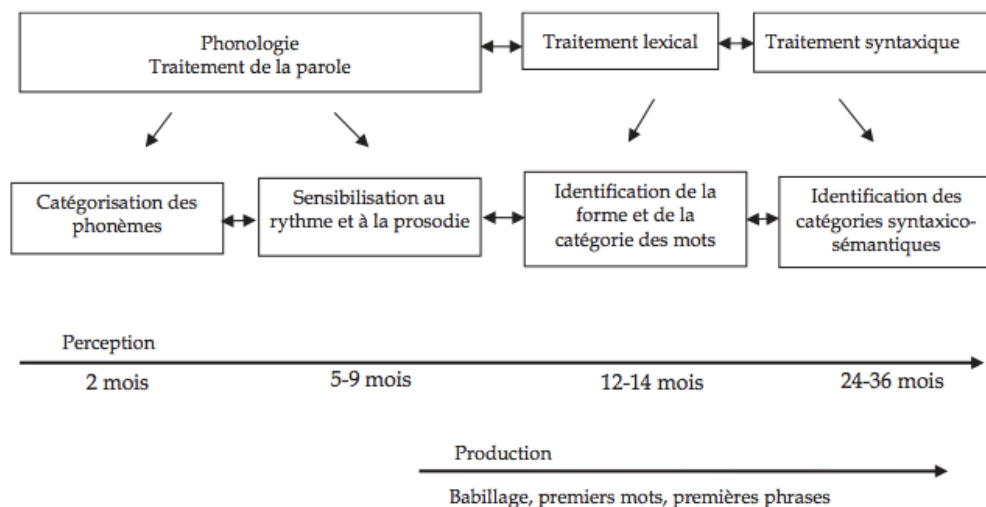 Phonologie
Traitement de la parole
Traitement lexical
Traitement syntaxique
Catégorisation des
phonèmes
Sensibilisation au
rythme et à la prosodie
Identification de la
forme et de la
catégorie des mots
Identification des
catégories syntaxico-
sémantiques
Perception
2 mois
5-9 mois
12-14 mois
24-36 mois
Production
Babillage, premiers mots, premières phrases